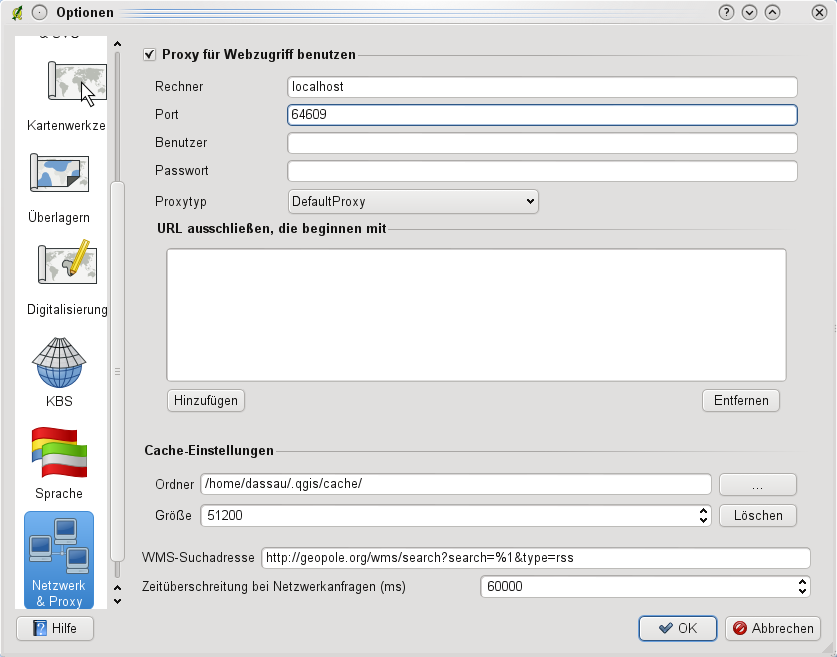 Optionen
Kartenwerkze
Überlagern
Digitalisierung
KBS
Sprache
Netzwerk
& Proxy
Proxy für Webzugriff benutzen
Rechner localhost
Port 64609
Benutzer
Passwort
Proxytyp DefaultProxy
URL ausschließen, die beginnen mit
Hinzufügen Entfernen
Cache-Einstellungen
Ordner /home/dassau/.qgis/cache/ ...
Größe 51200 Löschen
WMS-Suchadresse http://geopole.org/wms/search?search=%1&type=rss
Zeitüberschreitung bei Netzwerkanfragen (ms) 60000
Hilfe OK Abbrechen